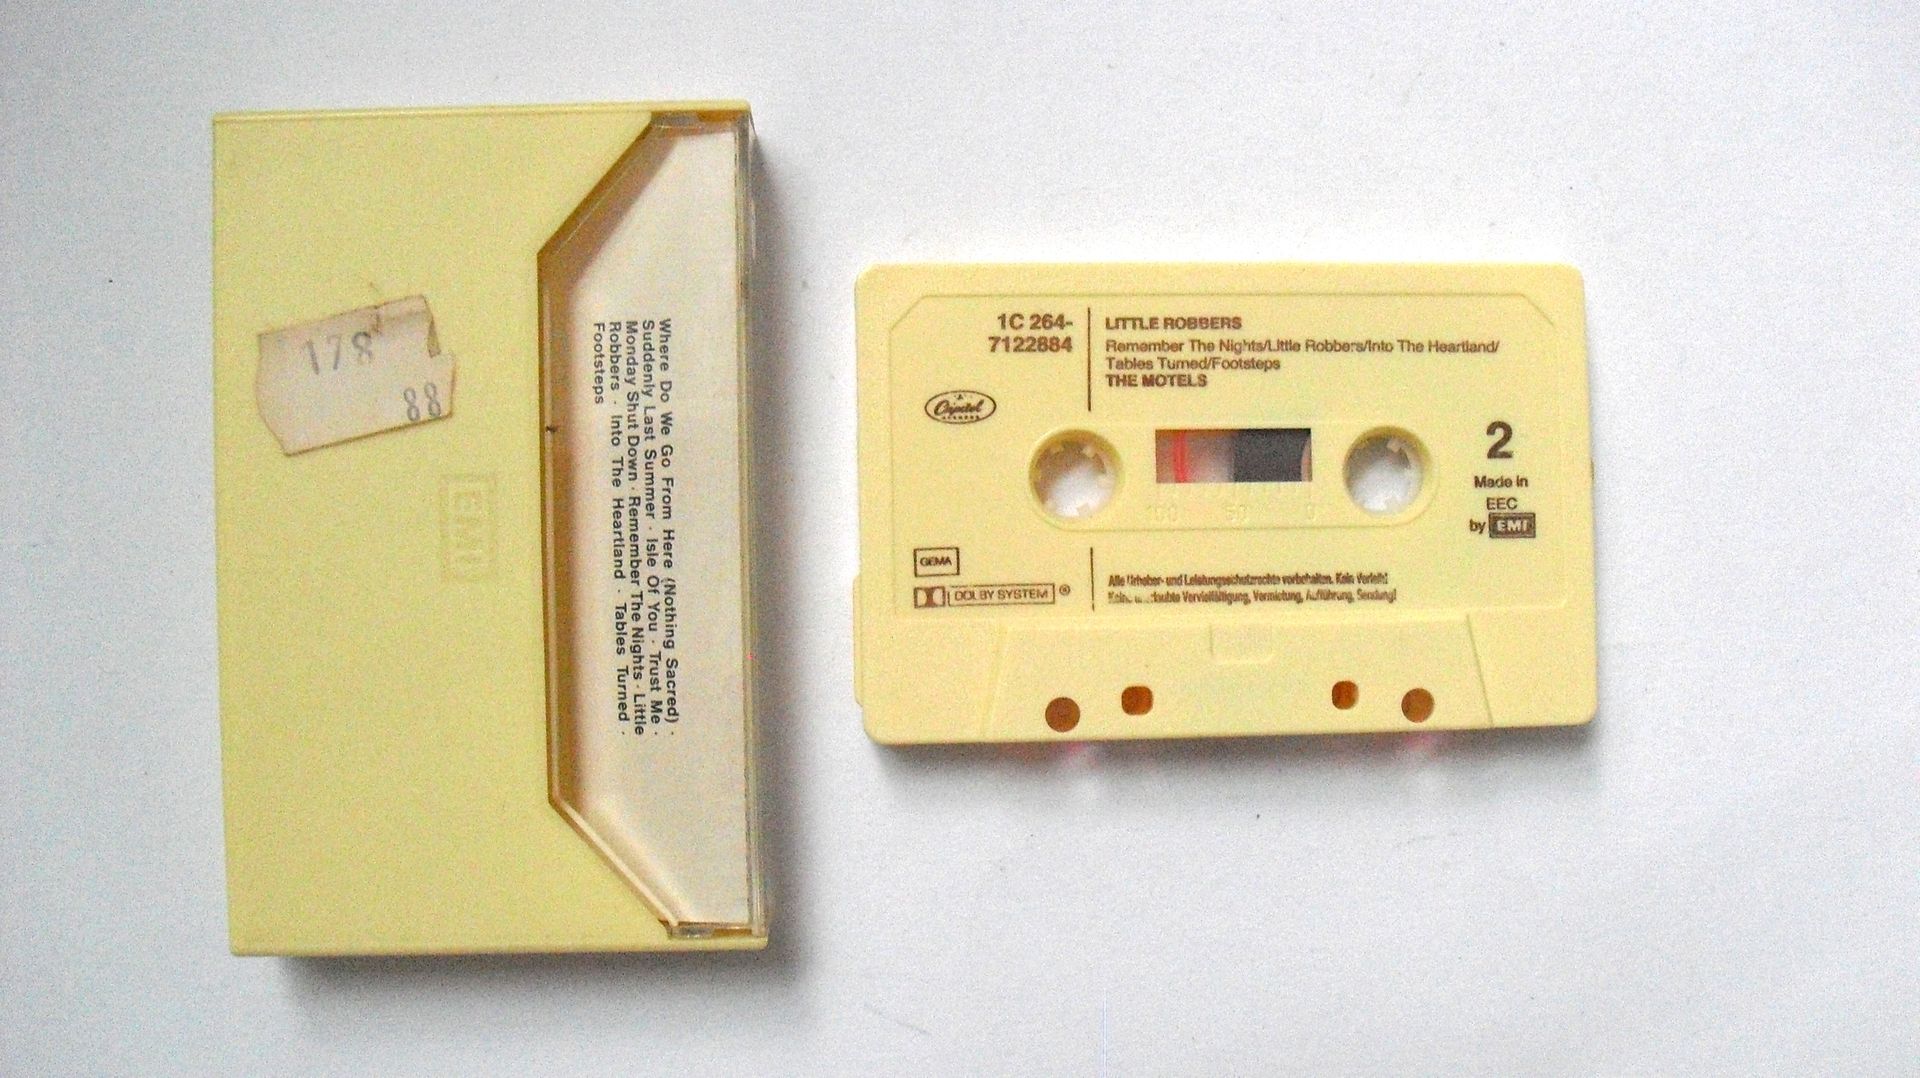 178
88
EMI
Where Do We Go From Here (Nothing Sacred) ·
Suddenly Last Summer · Isle Of You · Trust Me ·
Monday Shut Down · Remember The Nights · Little
Robbers · Into The Heartland · Tables Turned ·
Footsteps
1C 264-
7122884
LITTLE ROBBERS
Remember The Nights/Little Robbers/Into The Heartland/
Tables Turned/Footsteps
THE MOTELS
Capitol
RECORDS
2
Made in
EEC
by EMI
100 50 0
GEMA
DOLBY SYSTEM ®
Alle Urheber- und Leistungsschutzrechte vorbehalten. Kein Verleih!
Keine Vervielfältigung, Vermietung, Aufführung, Sendung!